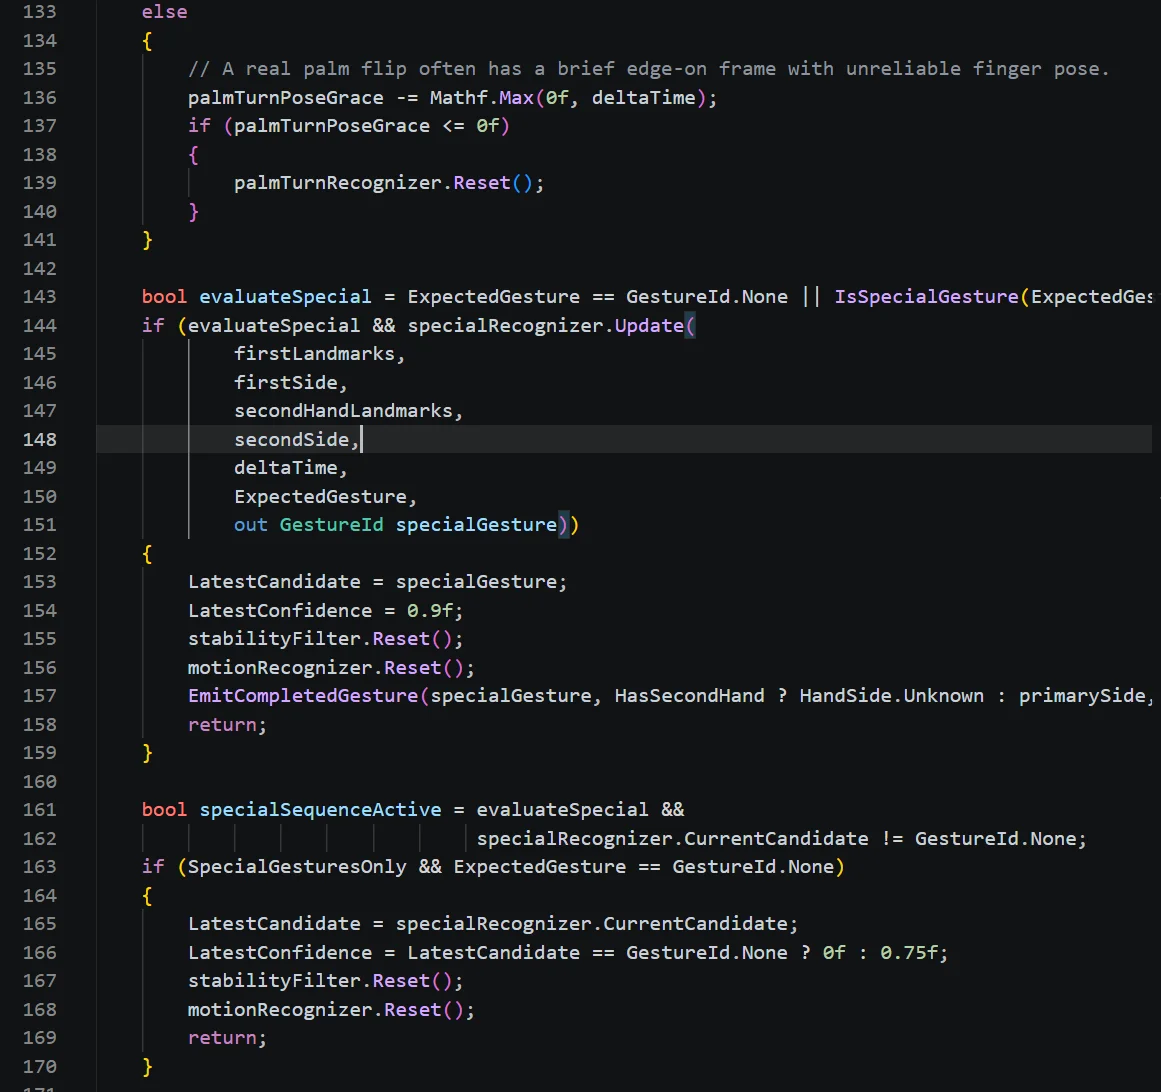 133 else
134 {
135 // A real palm flip often has a brief edge-on frame with unreliable finger pose.
136 palmTurnPoseGrace -= Mathf.Max(0f, deltaTime);
137 if (palmTurnPoseGrace <= 0f)
138 {
139 palmTurnRecognizer.Reset();
140 }
141 }
142
143 bool evaluateSpecial = ExpectedGesture == GestureId.None || IsSpecialGesture(ExpectedGes
144 if (evaluateSpecial && specialRecognizer.Update(
145 firstLandmarks,
146 firstSide,
147 secondHandLandmarks,
148 secondSide,
149 deltaTime,
150 ExpectedGesture,
151 out GestureId specialGesture))
152 {
153 LatestCandidate = specialGesture;
154 LatestConfidence = 0.9f;
155 stabilityFilter.Reset();
156 motionRecognizer.Reset();
157 EmitCompletedGesture(specialGesture, HasSecondHand ? HandSide.Unknown : primarySide,
158 return;
159 }
160
161 bool specialSequenceActive = evaluateSpecial &&
162 specialRecognizer.CurrentCandidate != GestureId.None;
163 if (SpecialGesturesOnly && ExpectedGesture == GestureId.None)
164 {
165 LatestCandidate = specialRecognizer.CurrentCandidate;
166 LatestConfidence = LatestCandidate == GestureId.None ? 0f : 0.75f;
167 stabilityFilter.Reset();
168 motionRecognizer.Reset();
169 return;
170 }